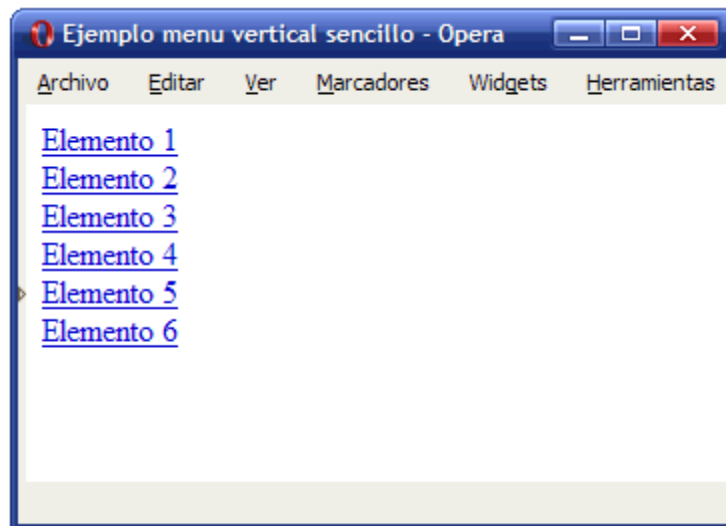 Ejemplo menu vertical sencillo - Opera
Archivo Editar Ver Marcadores Widgets Herramientas
Elemento 1
Elemento 2
Elemento 3
Elemento 4
Elemento 5
Elemento 6